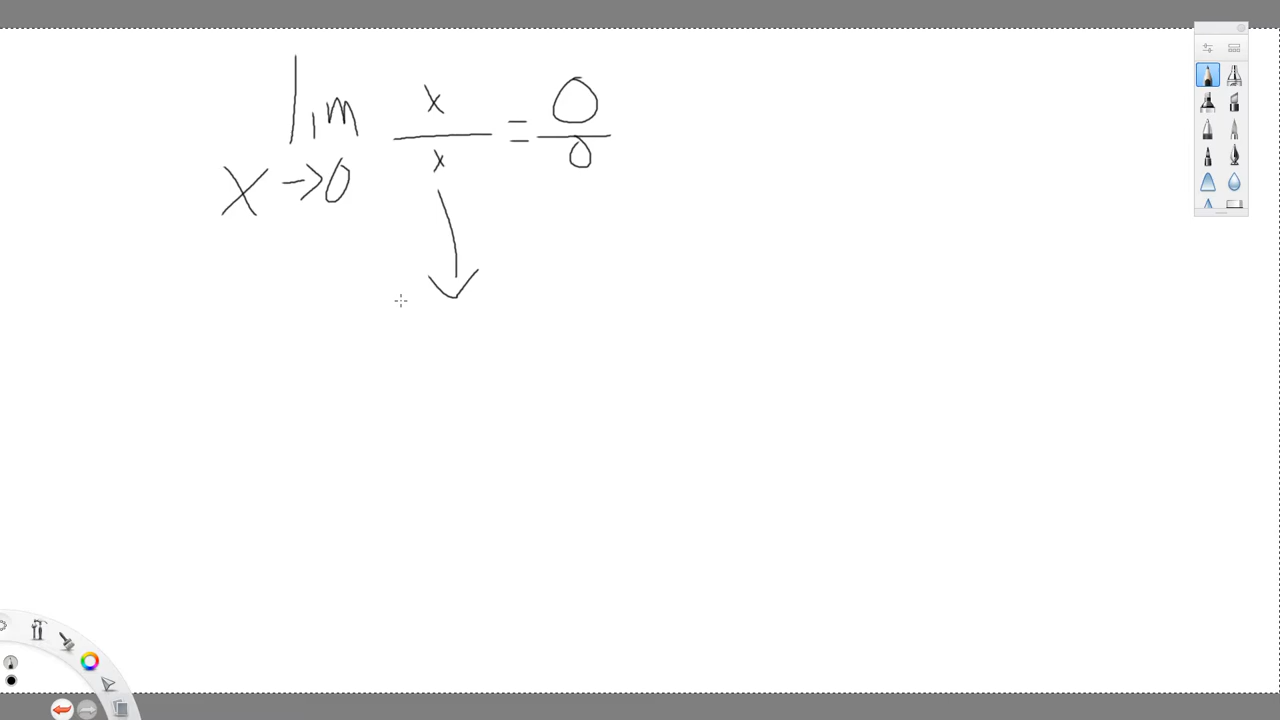 lim x/x = 0/0
x→0